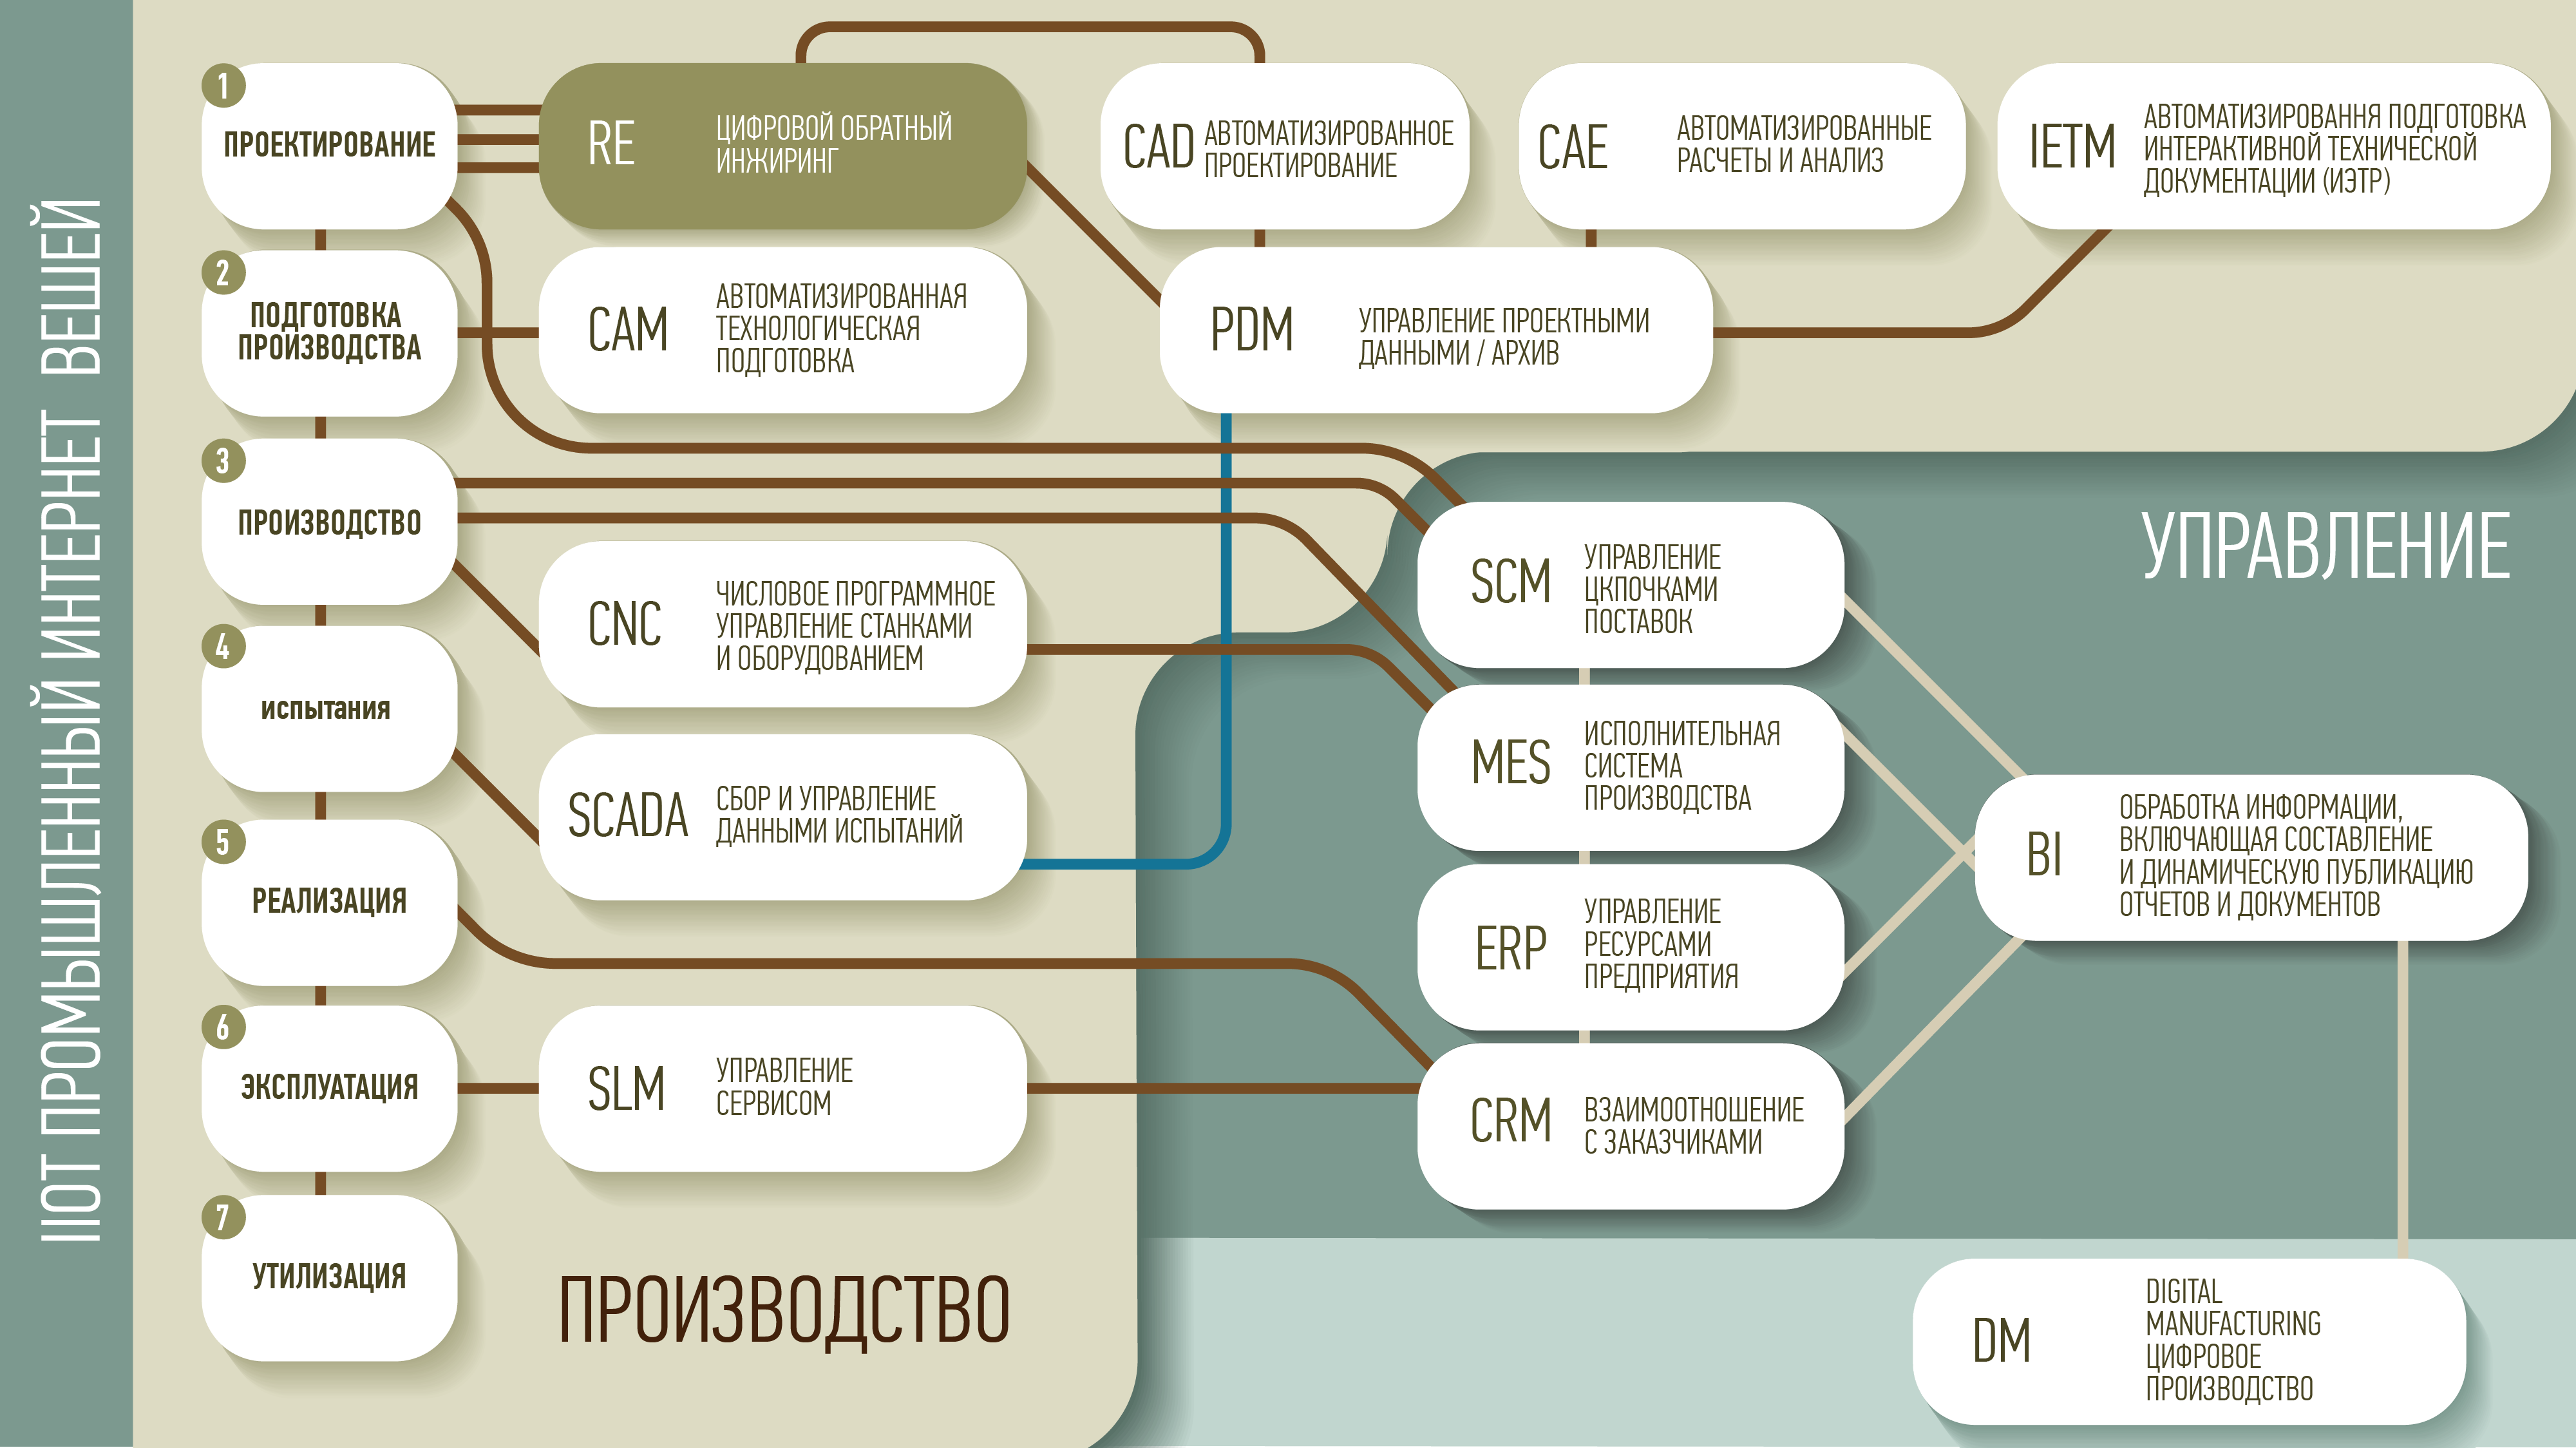 IIOT ПРОМЫШЛЕННЫЙ ИНТЕРНЕТ ВЕШЕЙ
1
ПРОЕКТИРОВАНИЕ
RE
ЦИФРОВОЙ ОБРАТНЫЙ
ИНЖИРИНГ
CAD
АВТОМАТИЗИРОВАННОЕ
ПРОЕКТИРОВАНИЕ
CAE
АВТОМАТИЗИРОВАННЫЕ
РАСЧЕТЫ И АНАЛИЗ
IETM
АВТОМАТИЗИРОВАННЯ ПОДГОТОВКА
ИНТЕРАКТИВНОЙ ТЕХНИЧЕСКОЙ
ДОКУМЕНТАЦИИ (ИЭТР)
2
ПОДГОТОВКА
ПРОИЗВОДСТВА
CAM
АВТОМАТИЗИРОВАННАЯ
ТЕХНОЛОГИЧЕСКАЯ
ПОДГОТОВКА
PDM
УПРАВЛЕНИЕ ПРОЕКТНЫМИ
ДАННЫМИ / АРХИВ
3
ПРОИЗВОДСТВО
CNC
ЧИСЛОВОЕ ПРОГРАММНОЕ
УПРАВЛЕНИЕ СТАНКАМИ
И ОБОРУДОВАНИЕМ
SCM
УПРАВЛЕНИЕ
ЦКПОЧКАМИ
ПОСТАВОК
УПРАВЛЕНИЕ
4
испытания
SCADA
СБОР И УПРАВЛЕНИЕ
ДАННЫМИ ИСПЫТАНИЙ
MES
ИСПОЛНИТЕЛЬНАЯ
СИСТЕМА
ПРОИЗВОДСТВА
BI
ОБРАБОТКА ИНФОРМАЦИИ,
ВКЛЮЧАЮЩАЯ СОСТАВЛЕНИЕ
И ДИНАМИЧЕСКУЮ ПУБЛИКАЦИЮ
ОТЧЕТОВ И ДОКУМЕНТОВ
5
РЕАЛИЗАЦИЯ
ERP
УПРАВЛЕНИЕ
РЕСУРСАМИ
ПРЕДПРИЯТИЯ
6
ЭКСПЛУАТАЦИЯ
SLM
УПРАВЛЕНИЕ
СЕРВИСОМ
CRM
ВЗАИМООТНОШЕНИЕ
С ЗАКАЗЧИКАМИ
7
УТИЛИЗАЦИЯ
ПРОИЗВОДСТВО
DM
DIGITAL
MANUFACTURING
ЦИФРОВОЕ
ПРОИЗВОДСТВО